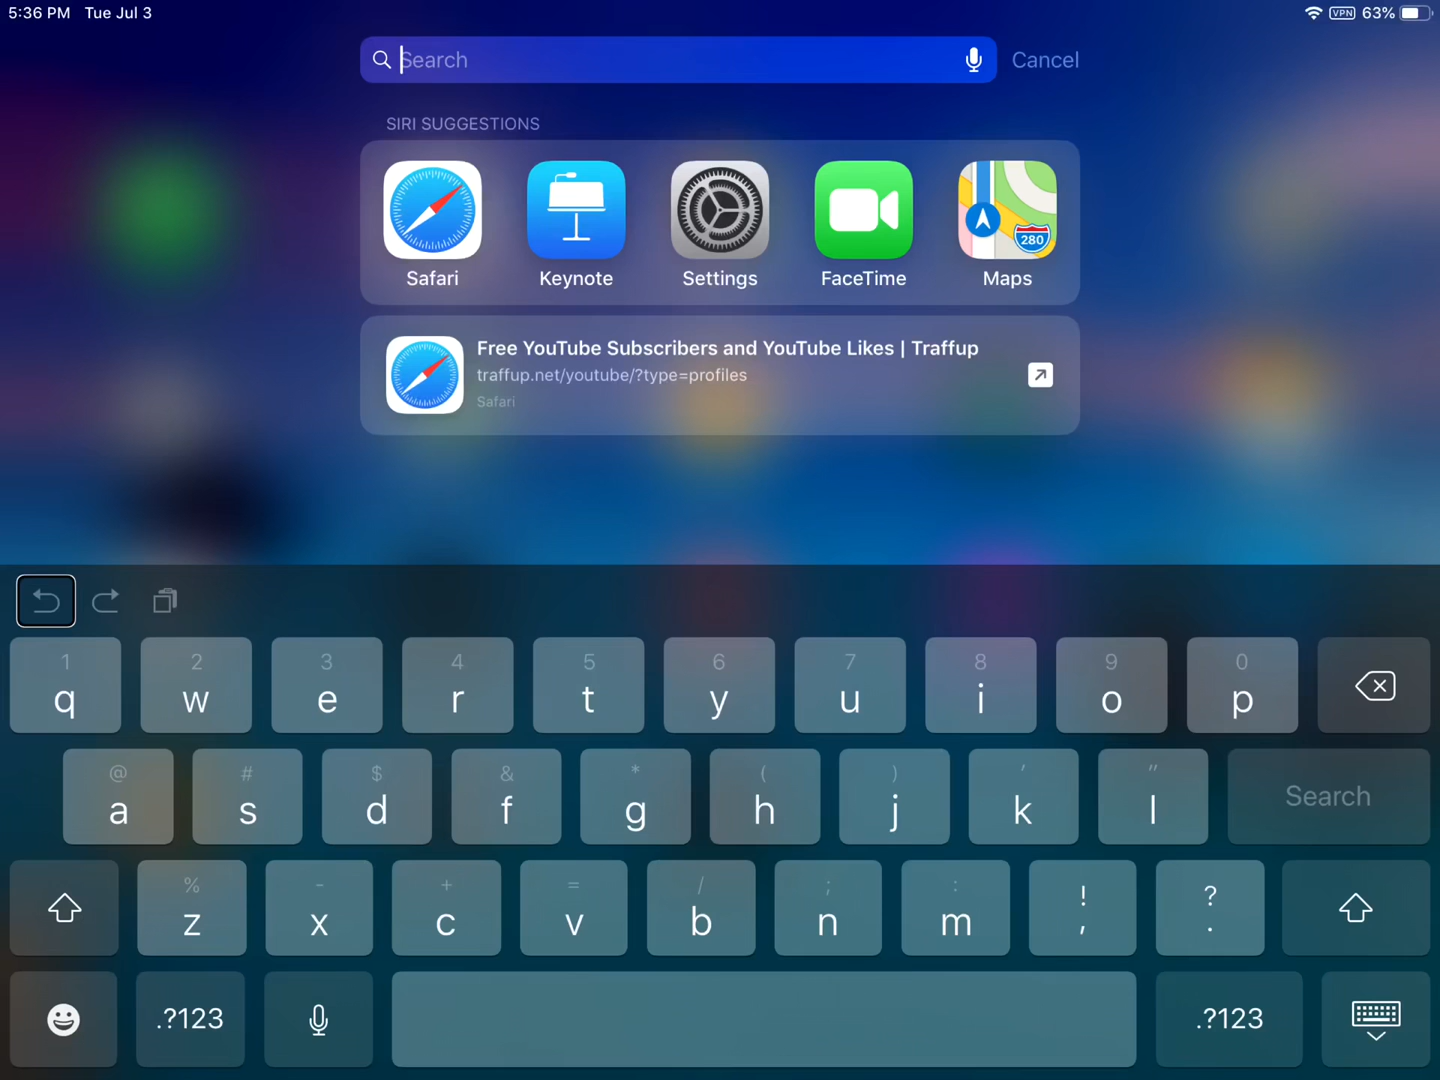 5:36 PM Tue Jul 3
VPN 63%
Search
Cancel
SIRI SUGGESTIONS
280
Safari Keynote Settings FaceTime Maps
Free YouTube Subscribers and YouTube Likes | Traffup
traffup.net/youtube/?type=profiles
Safari
1 2 3 4 5 6 7 8 9 0
q w e r t y u i o p
@ # $ & * ( ) ' "
a s d f g h j k l Search
% - + = / ; : ! ?
z x c v b n m , .
.?123 .?123